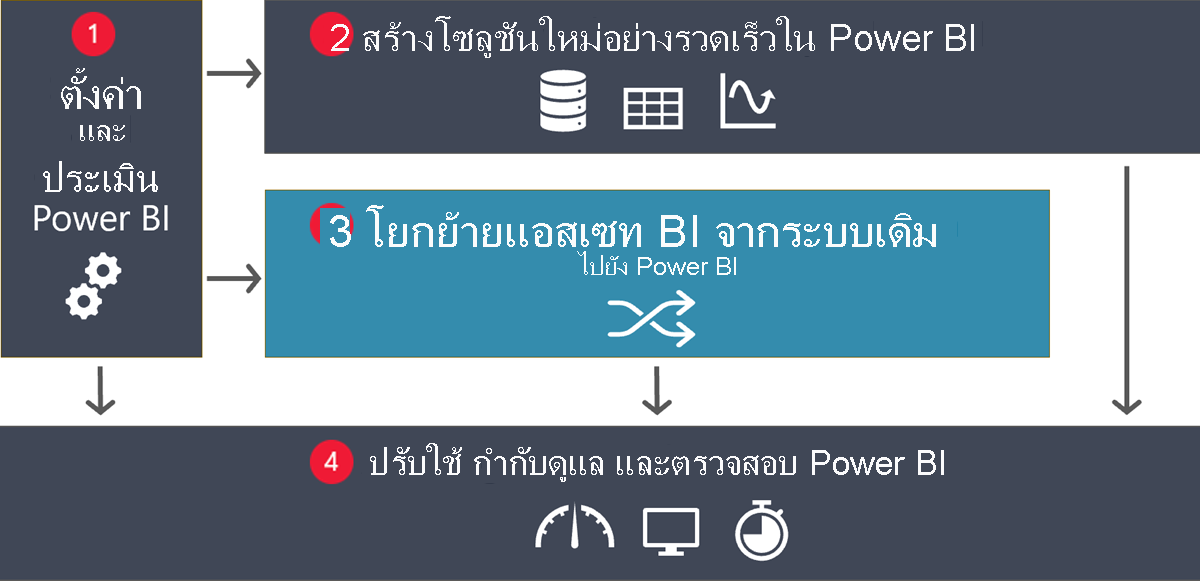 1
ตั้งค่า
และ
ประเมิน
Power BI
2 สร้างโซลูชันใหม่อย่างรวดเร็วใน Power BI
3 โยกย้ายแอสเซท BI จากระบบเดิม
ไปยัง Power BI
4 ปรับใช้ กำกับดูแล และตรวจสอบ Power BI